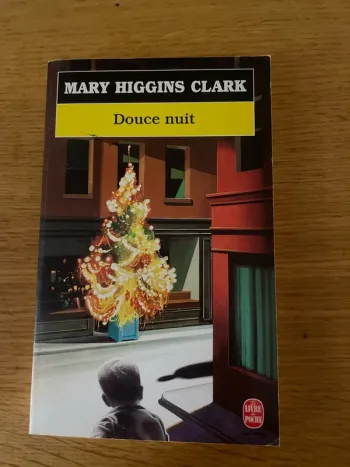 MARY HIGGINS CLARK
Douce nuit
LE LIVRE
DE
POCHE